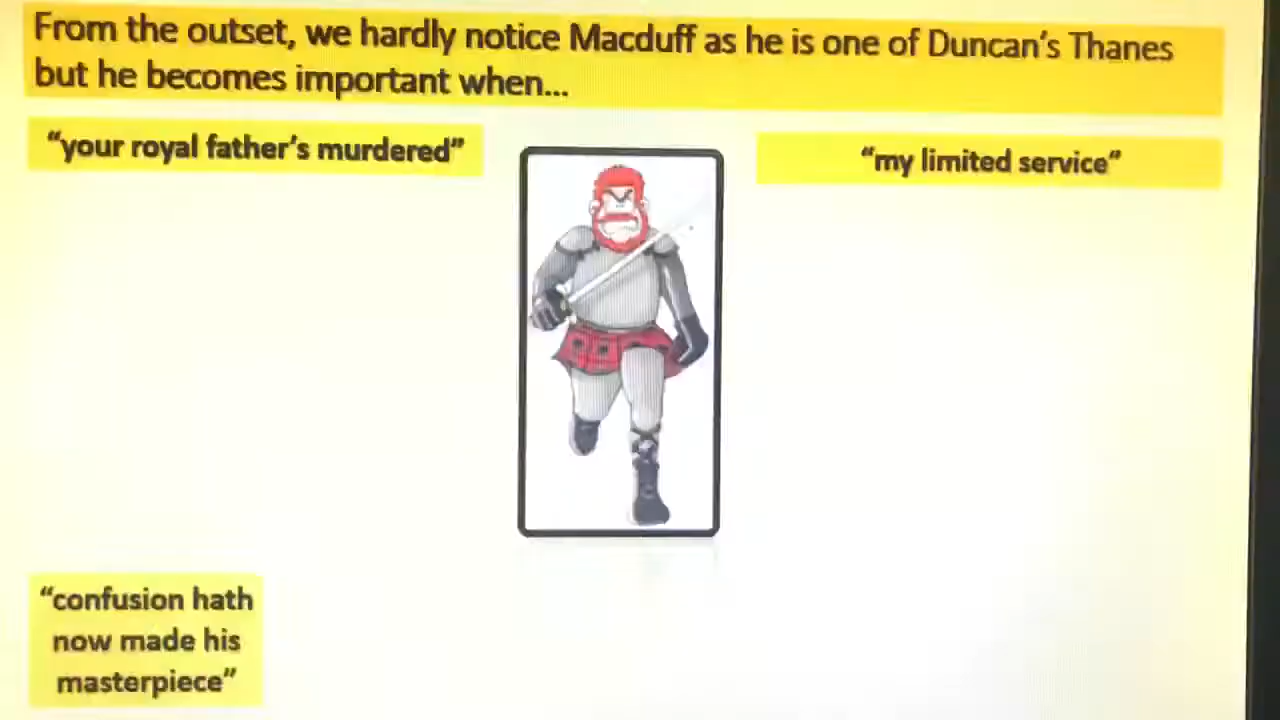 From the outset, we hardly notice Macduff as he is one of Duncan's Thanes
but he becomes important when...
“your royal father's murdered”
“my limited service”
“confusion hath
now made his
masterpiece”